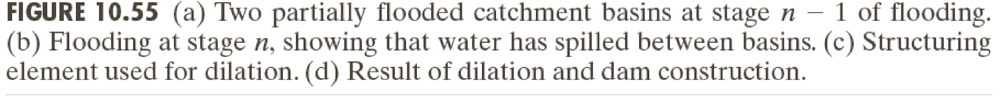 FIGURE 10.55 (a) Two partially flooded catchment basins at stage n − 1 of flooding.
(b) Flooding at stage n, showing that water has spilled between basins. (c) Structuring
element used for dilation. (d) Result of dilation and dam construction.